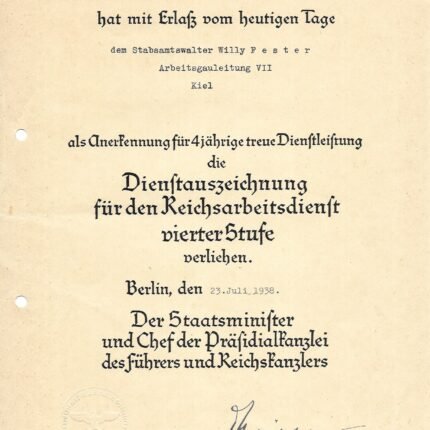 hat mit Erlaß vom heutigen Tage
dem Stabsamtswalter Willy F e s t e r
Arbeitsgauleitung VII
Kiel
als Anerkennung für 4 jährige treue Dienstleistung
die
Dienstauszeichnung
für den Reichsarbeitsdienst
vierter Stufe
verliehen.
Berlin, den 23.Juli 1938.
Der Staatsminister
und Chef der Präsidialkanzlei
des Führers und Reichskanzlers